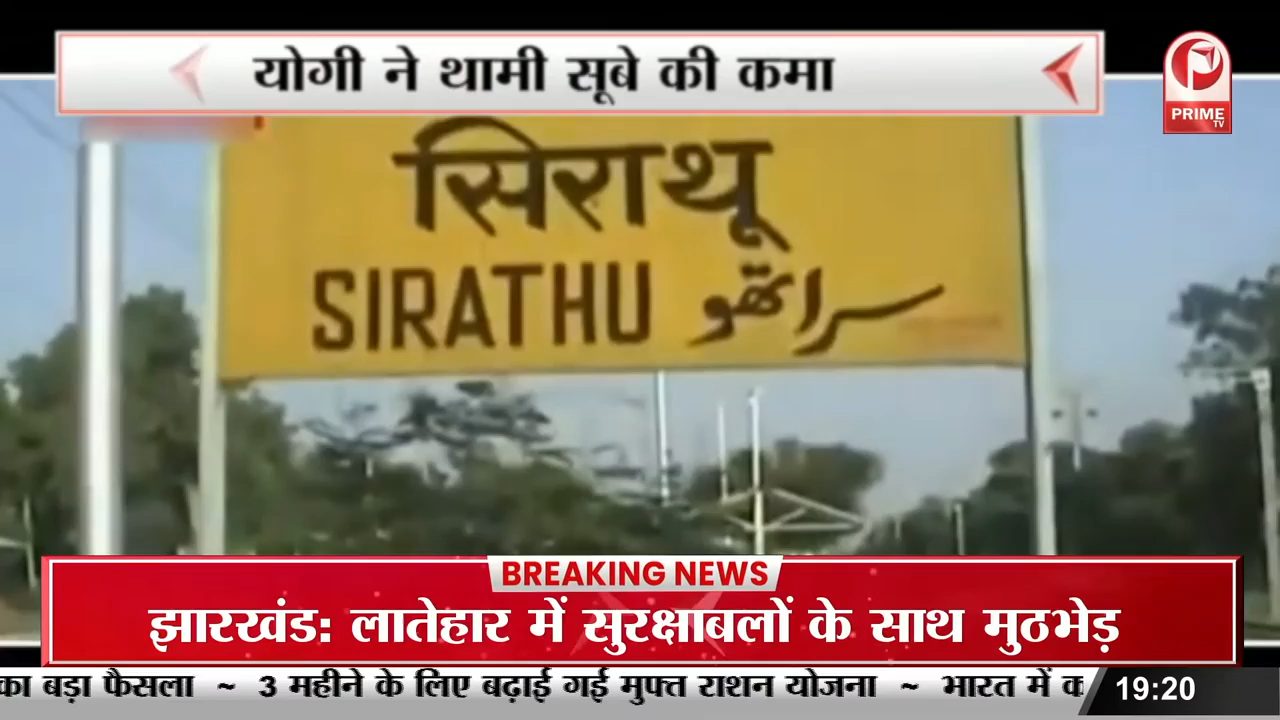 योगी ने थामी सूबे की कमा
PRIME
TV
सिराथू
SIRATHU سراتھو
BREAKING NEWS
झारखंड: लातेहार में सुरक्षाबलों के साथ मुठभेड़
का बड़ा फैसला ~ 3 महीने के लिए बढ़ाई गई मुफ्त राशन योजना ~ भारत में
19:20